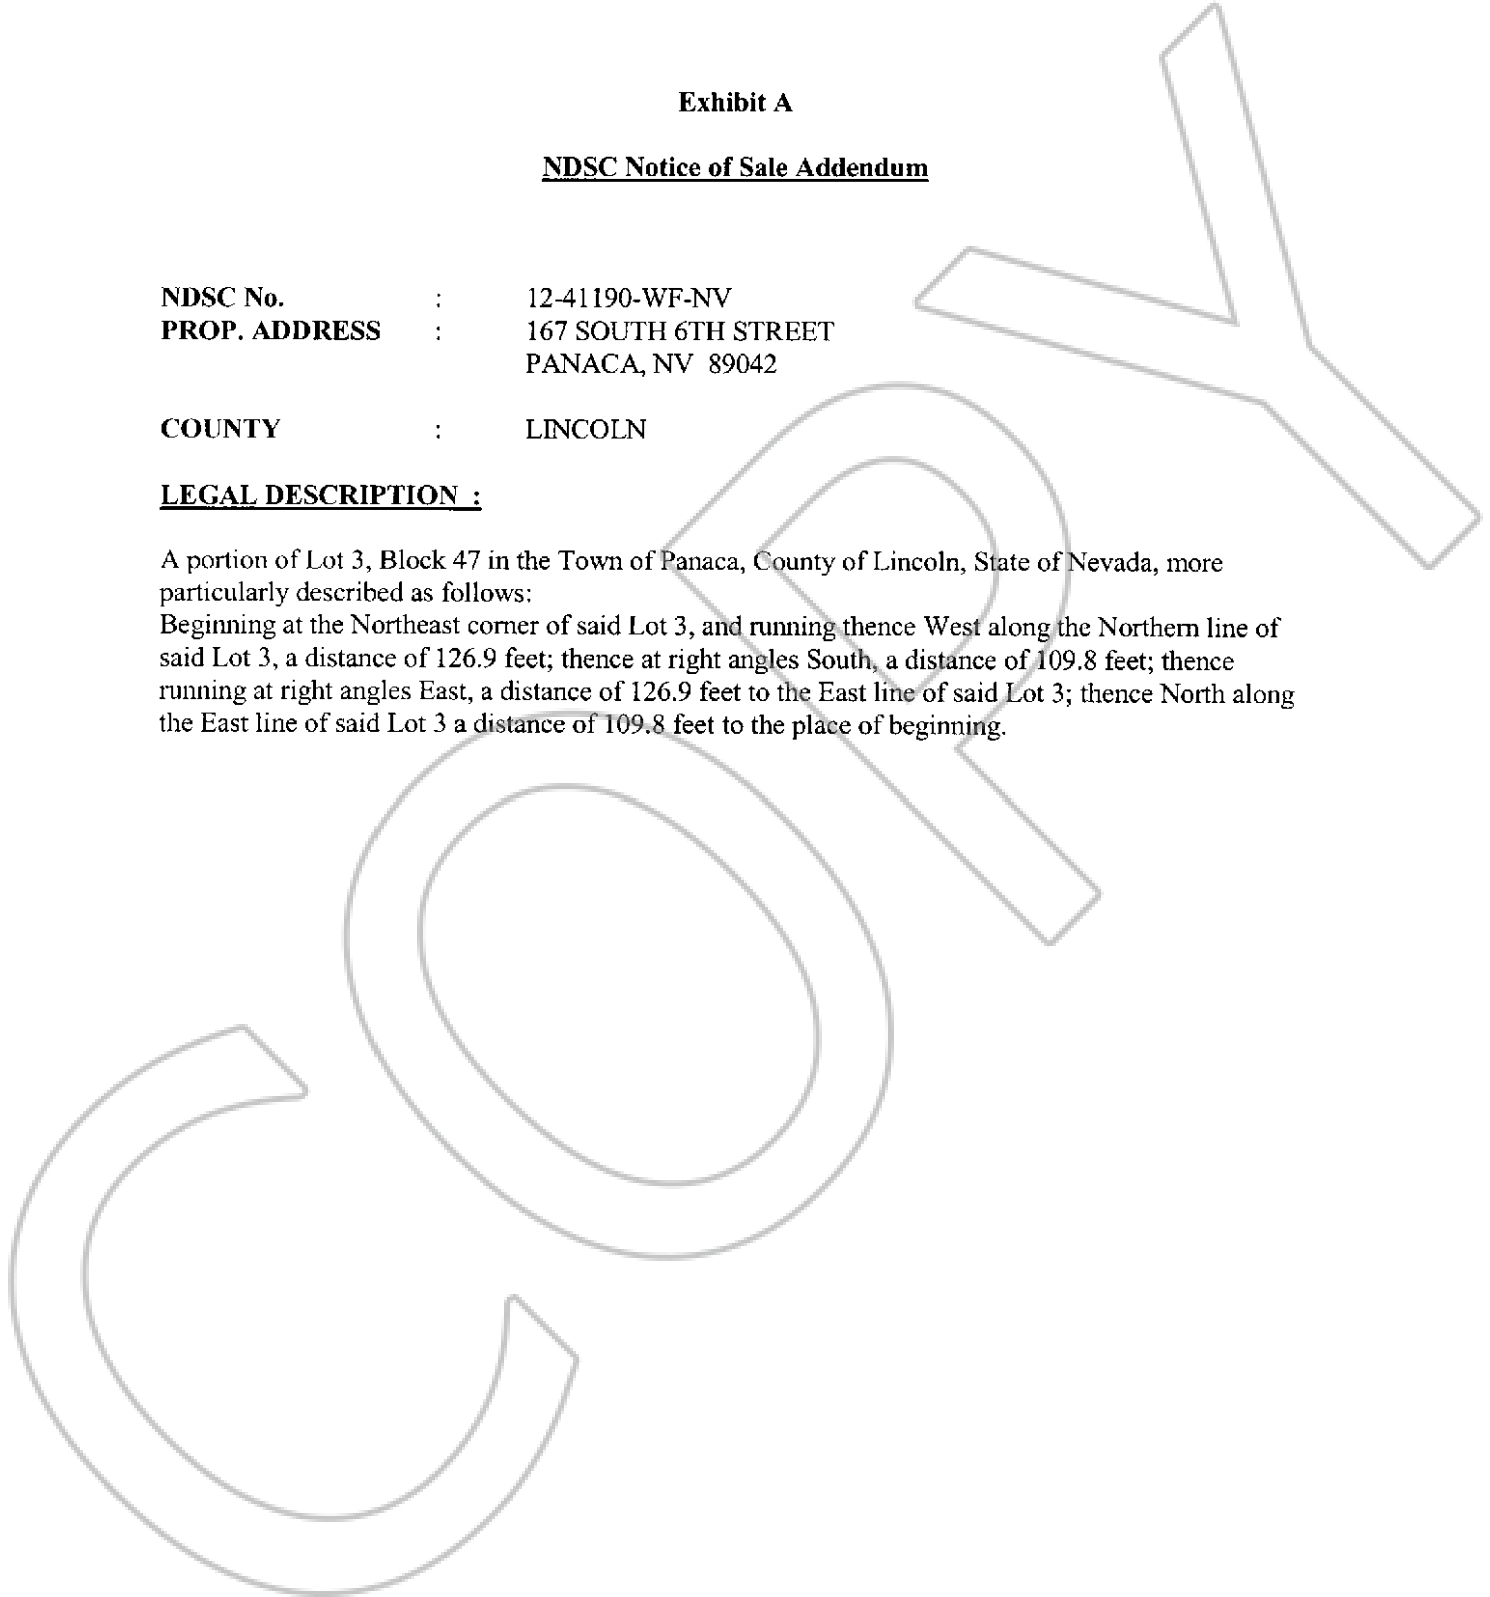 Exhibit A
NDSC Notice of Sale Addendum
NDSC No. : 12-41190-WF-NV
PROP. ADDRESS : 167 SOUTH 6TH STREET
PANACA, NV 89042
COUNTY : LINCOLN
LEGAL DESCRIPTION :
A portion of Lot 3, Block 47 in the Town of Panaca, County of Lincoln, State of Nevada, more
particularly described as follows:
Beginning at the Northeast corner of said Lot 3, and running thence West along the Northern line of
said Lot 3, a distance of 126.9 feet; thence at right angles South, a distance of 109.8 feet; thence
running at right angles East, a distance of 126.9 feet to the East line of said Lot 3; thence North along
the East line of said Lot 3 a distance of 109.8 feet to the place of beginning.
COPY